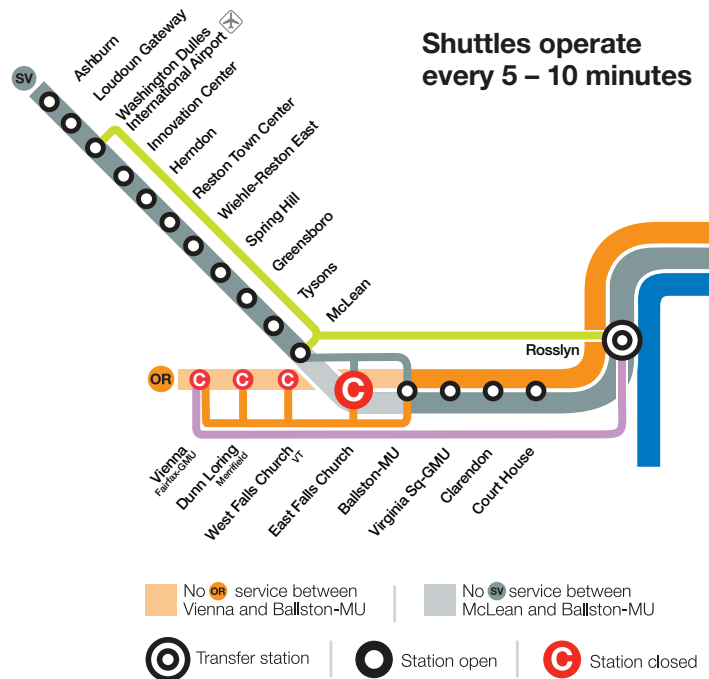 Shuttles operate
every 5 – 10 minutes
SV
Ashburn
Loudoun Gateway
Washington Dulles
International Airport
Innovation Center
Herndon
Reston Town Center
Wiehle-Reston East
Spring Hill
Greensboro
Tysons
McLean
Rosslyn
OR
C
C
C
C
Vienna
Fairfax-GMU
Dunn Loring
Merrifield
West Falls Church
VT
East Falls Church
Ballston-MU
Virginia Sq-GMU
Clarendon
Court House
No OR service between
Vienna and Ballston-MU
No SV service between
McLean and Ballston-MU
Transfer station
Station open
C Station closed